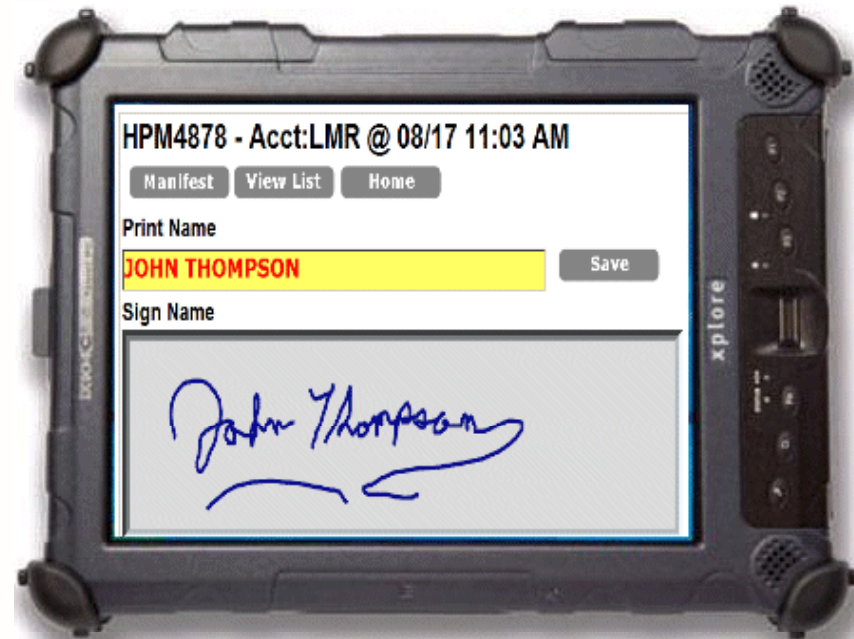 HPM4878 - Acct:LMR @ 08/17 11:03 AM
Manifest View List Home
Print Name
JOHN THOMPSON Save
Sign Name
John Thompson
xplore